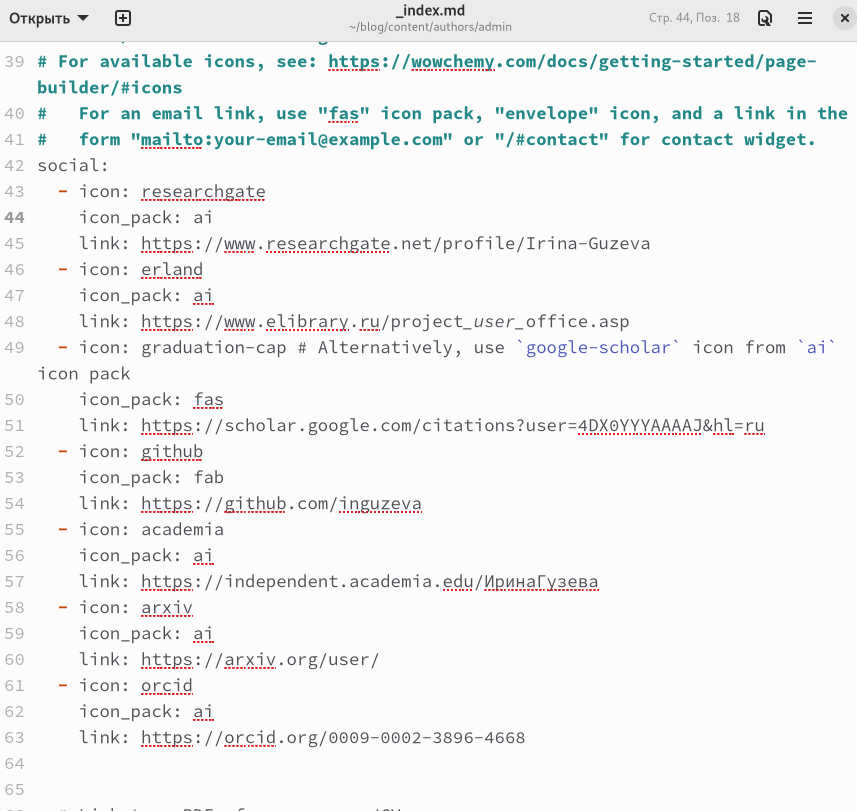 Открыть
_index.md
~/blog/content/authors/admin
Стр. 44, Поз. 18
39 # For available icons, see: https://wowchemy.com/docs/getting-started/page-
builder/#icons
40 #   For an email link, use "fas" icon pack, "envelope" icon, and a link in the
41 #   form "mailto:your-email@example.com" or "/#contact" for contact widget.
42 social:
43   - icon: researchgate
44     icon_pack: ai
45     link: https://www.researchgate.net/profile/Irina-Guzeva
46   - icon: erland
47     icon_pack: ai
48     link: https://www.elibrary.ru/project_user_office.asp
49   - icon: graduation-cap # Alternatively, use `google-scholar` icon from `ai`
icon pack
50     icon_pack: fas
51     link: https://scholar.google.com/citations?user=4DX0YYYAAAAJ&hl=ru
52   - icon: github
53     icon_pack: fab
54     link: https://github.com/inguzeva
55   - icon: academia
56     icon_pack: ai
57     link: https://independent.academia.edu/ИринаГузева
58   - icon: arxiv
59     icon_pack: ai
60     link: https://arxiv.org/user/
61   - icon: orcid
62     icon_pack: ai
63     link: https://orcid.org/0009-0002-3896-4668
64
65